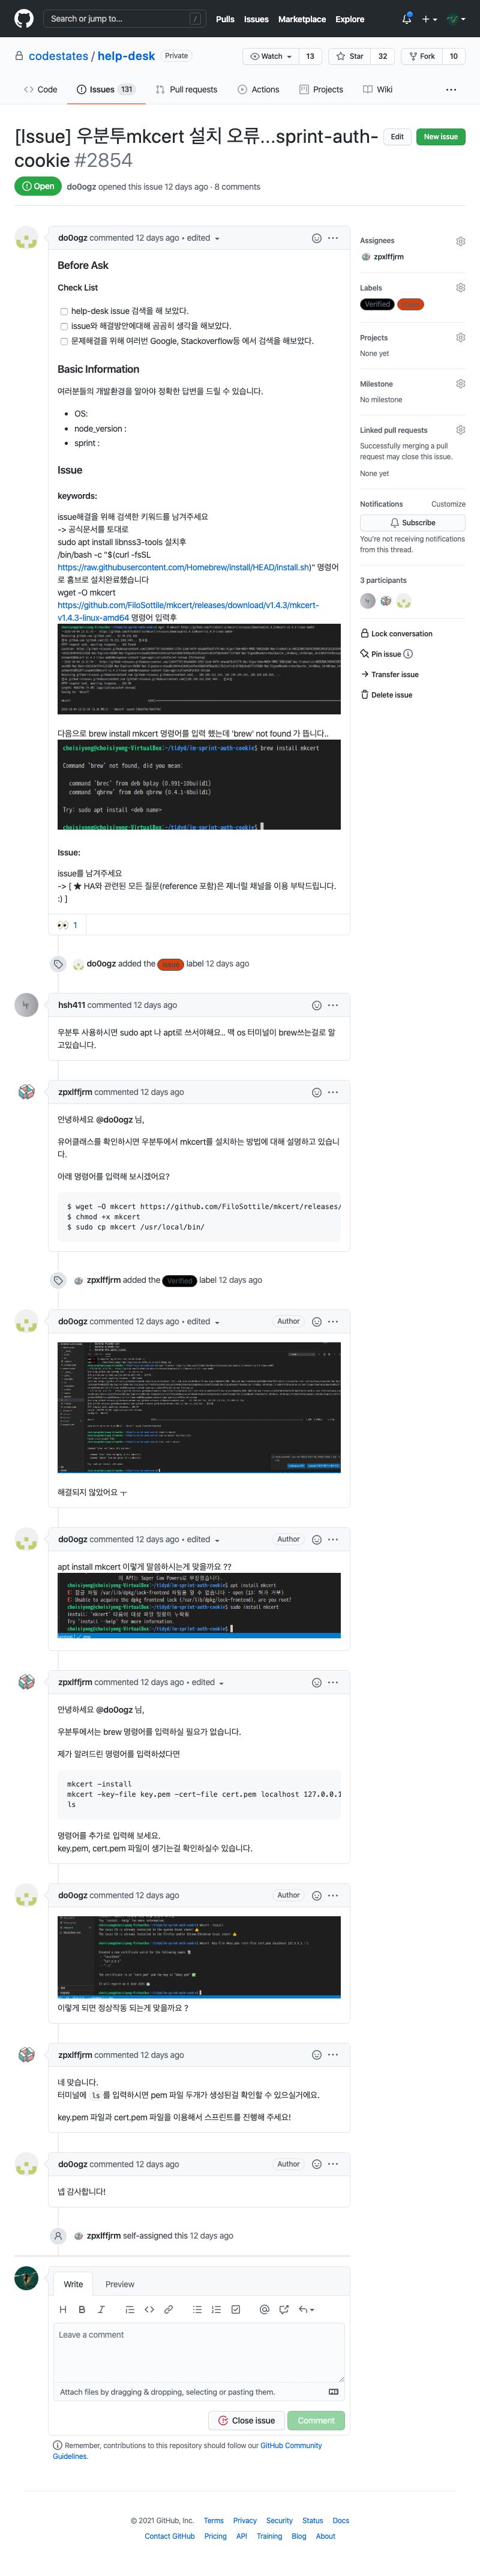 Search or jump to...
/
Pulls Issues Marketplace Explore
codestates / help-desk Private
Watch 13 Star 32 Fork 10
Code Issues 131 Pull requests Actions Projects Wiki
[Issue] 우분투mkcert 설치 오류...sprint-auth-
cookie #2854
Edit New issue
Open do0ogz opened this issue 12 days ago · 8 comments
do0ogz commented 12 days ago • edited
Before Ask
Check List
help-desk issue 검색을 해 보았다.
issue와 해결방안에대해 곰곰히 생각을 해보았다.
문제해결을 위해 여러번 Google, Stackoverflow등 에서 검색을 해보았다.
Basic Information
여러분들의 개발환경을 알아야 정확한 답변을 드릴 수 있습니다.
OS:
node_version :
sprint :
Issue
keywords:
issue해결을 위해 검색한 키워드를 남겨주세요
-> 공식문서를 토대로
sudo apt install libnss3-tools 설치후
/bin/bash -c "$(curl -fsSL
https://raw.githubusercontent.com/Homebrew/install/HEAD/install.sh)" 명령어
로 홈브로 설치완료했습니다
wget -O mkcert
https://github.com/FiloSottile/mkcert/releases/download/v1.4.3/mkcert-
v1.4.3-linux-amd64 명령어 입력후
다음으로 brew install mkcert 명령어를 입력 했는데 'brew' not found 가 뜹니다..
choisiyong@choisiyong-VirtualBox:~/tldyd/im-sprint-auth-cookie$ brew install mkcert
Command 'brew' not found, did you mean:
command 'brec' from deb bplay (0.991-10build1)
command 'qbrew' from deb qbrew (0.4.1-8build1)
Try: sudo apt install <deb name>
choisiyong@choisiyong-VirtualBox:~/tldyd/im-sprint-auth-cookie$
Issue:
issue를 남겨주세요
-> [ ★ HA와 관련된 모든 질문(reference 포함)은 제너럴 채널을 이용 부탁드립니다.
:) ]
👀 1
do0ogz added the issue label 12 days ago
hsh411 commented 12 days ago
우분투 사용하시면 sudo apt 나 apt로 쓰셔야해요.. 맥 os 터미널이 brew쓰는걸로 알
고있습니다.
zpxlffjrm commented 12 days ago
안녕하세요 @do0ogz 님,
유어클래스를 확인하시면 우분투에서 mkcert를 설치하는 방법에 대해 설명하고 있습니
다.
아래 명령어를 입력해 보시겠어요?
$ wget -O mkcert https://github.com/FiloSottile/mkcert/releases/
$ chmod +x mkcert
$ sudo cp mkcert /usr/local/bin/
zpxlffjrm added the Verified label 12 days ago
do0ogz commented 12 days ago • edited Author
해결되지 않았어요 ㅜ
do0ogz commented 12 days ago • edited Author
apt install mkcert 이렇게 말씀하시는게 맞을까요 ??
zpxlffjrm commented 12 days ago • edited
안녕하세요 @do0ogz 님,
우분투에서는 brew 명령어를 입력하실 필요가 없습니다.
제가 알려드린 명령어를 입력하셨다면
mkcert -install
mkcert -key-file key.pem -cert-file cert.pem localhost 127.0.0.1
ls
명령어를 추가로 입력해 보세요.
key.pem, cert.pem 파일이 생기는걸 확인하실수 있습니다.
do0ogz commented 12 days ago Author
이렇게 되면 정상작동 되는게 맞을까요 ?
zpxlffjrm commented 12 days ago
네 맞습니다.
터미널에 ls 를 입력하시면 pem 파일 두개가 생성된걸 확인할 수 있으실거에요.
key.pem 파일과 cert.pem 파일을 이용해서 스프린트를 진행해 주세요!
do0ogz commented 12 days ago Author
넵 감사합니다!
zpxlffjrm self-assigned this 12 days ago
Write Preview
Leave a comment
Attach files by dragging & dropping, selecting or pasting them.
Close issue Comment
Remember, contributions to this repository should follow our GitHub Community
Guidelines.
Assignees
zpxlffjrm
Labels
Verified issue
Projects
None yet
Milestone
No milestone
Linked pull requests
Successfully merging a pull
request may close this issue.
None yet
Notifications Customize
Subscribe
You're not receiving notifications
from this thread.
3 participants
Lock conversation
Pin issue
Transfer issue
Delete issue
© 2021 GitHub, Inc. Terms Privacy Security Status Docs
Contact GitHub Pricing API Training Blog About